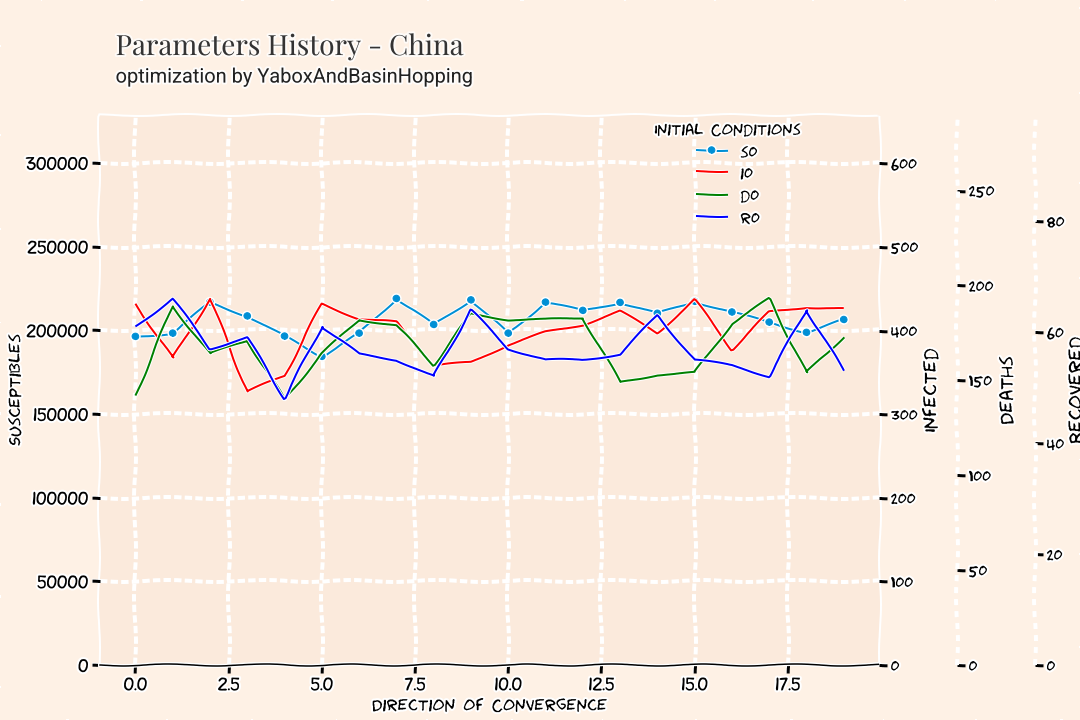 Parameters History - China
optimization by YaboxAndBasinHopping
INITIAL CONDITIONS
S0
I0
D0
R0
300000
250000
200000
150000
100000
50000
0
SUSCEPTIBLES
0.0 2.5 5.0 7.5 10.0 12.5 15.0 17.5
DIRECTION OF CONVERGENCE
600
500
400
300
200
100
0
INFECTED
250
200
150
100
50
0
DEATHS
80
60
40
20
0
RECOVERED